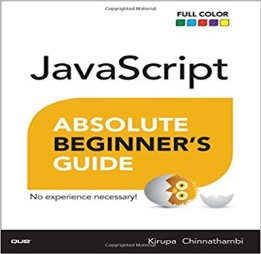 FULL COLOR
JavaScript
ABSOLUTE
BEGINNER'S
GUIDE
No experience necessary!
que
Kirupa Chinnathambi